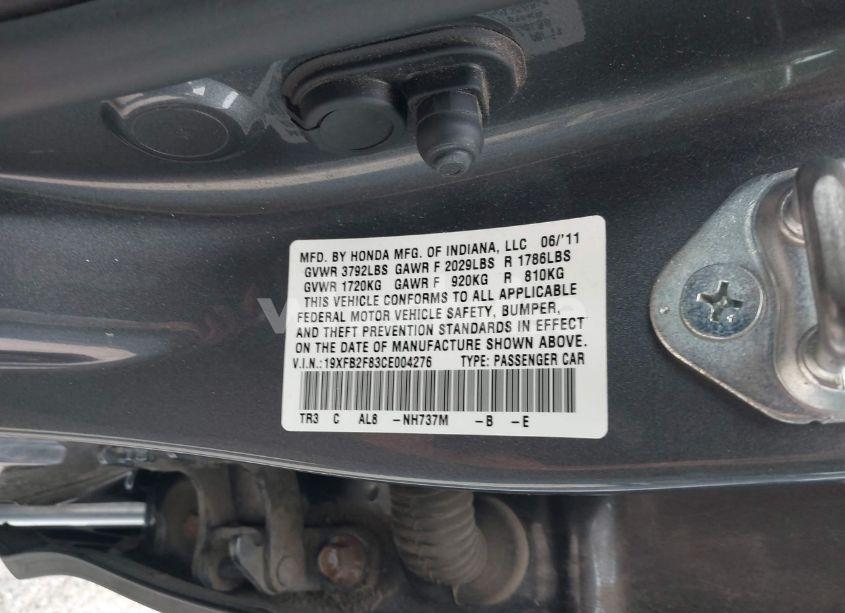 MFD. BY HONDA MFG. OF INDIANA, LLC 06/'11
GVWR 3792LBS GAWR F 2029LBS R 1786LBS
GVWR 1720KG GAWR F 920KG R 810KG
THIS VEHICLE CONFORMS TO ALL APPLICABLE
FEDERAL MOTOR VEHICLE SAFETY, BUMPER,
AND THEFT PREVENTION STANDARDS IN EFFECT
ON THE DATE OF MANUFACTURE SHOWN ABOVE.
V.I.N.:19XFB2F83CE004276 TYPE: PASSENGER CAR
TR3 C AL8 -NH737M -B -E